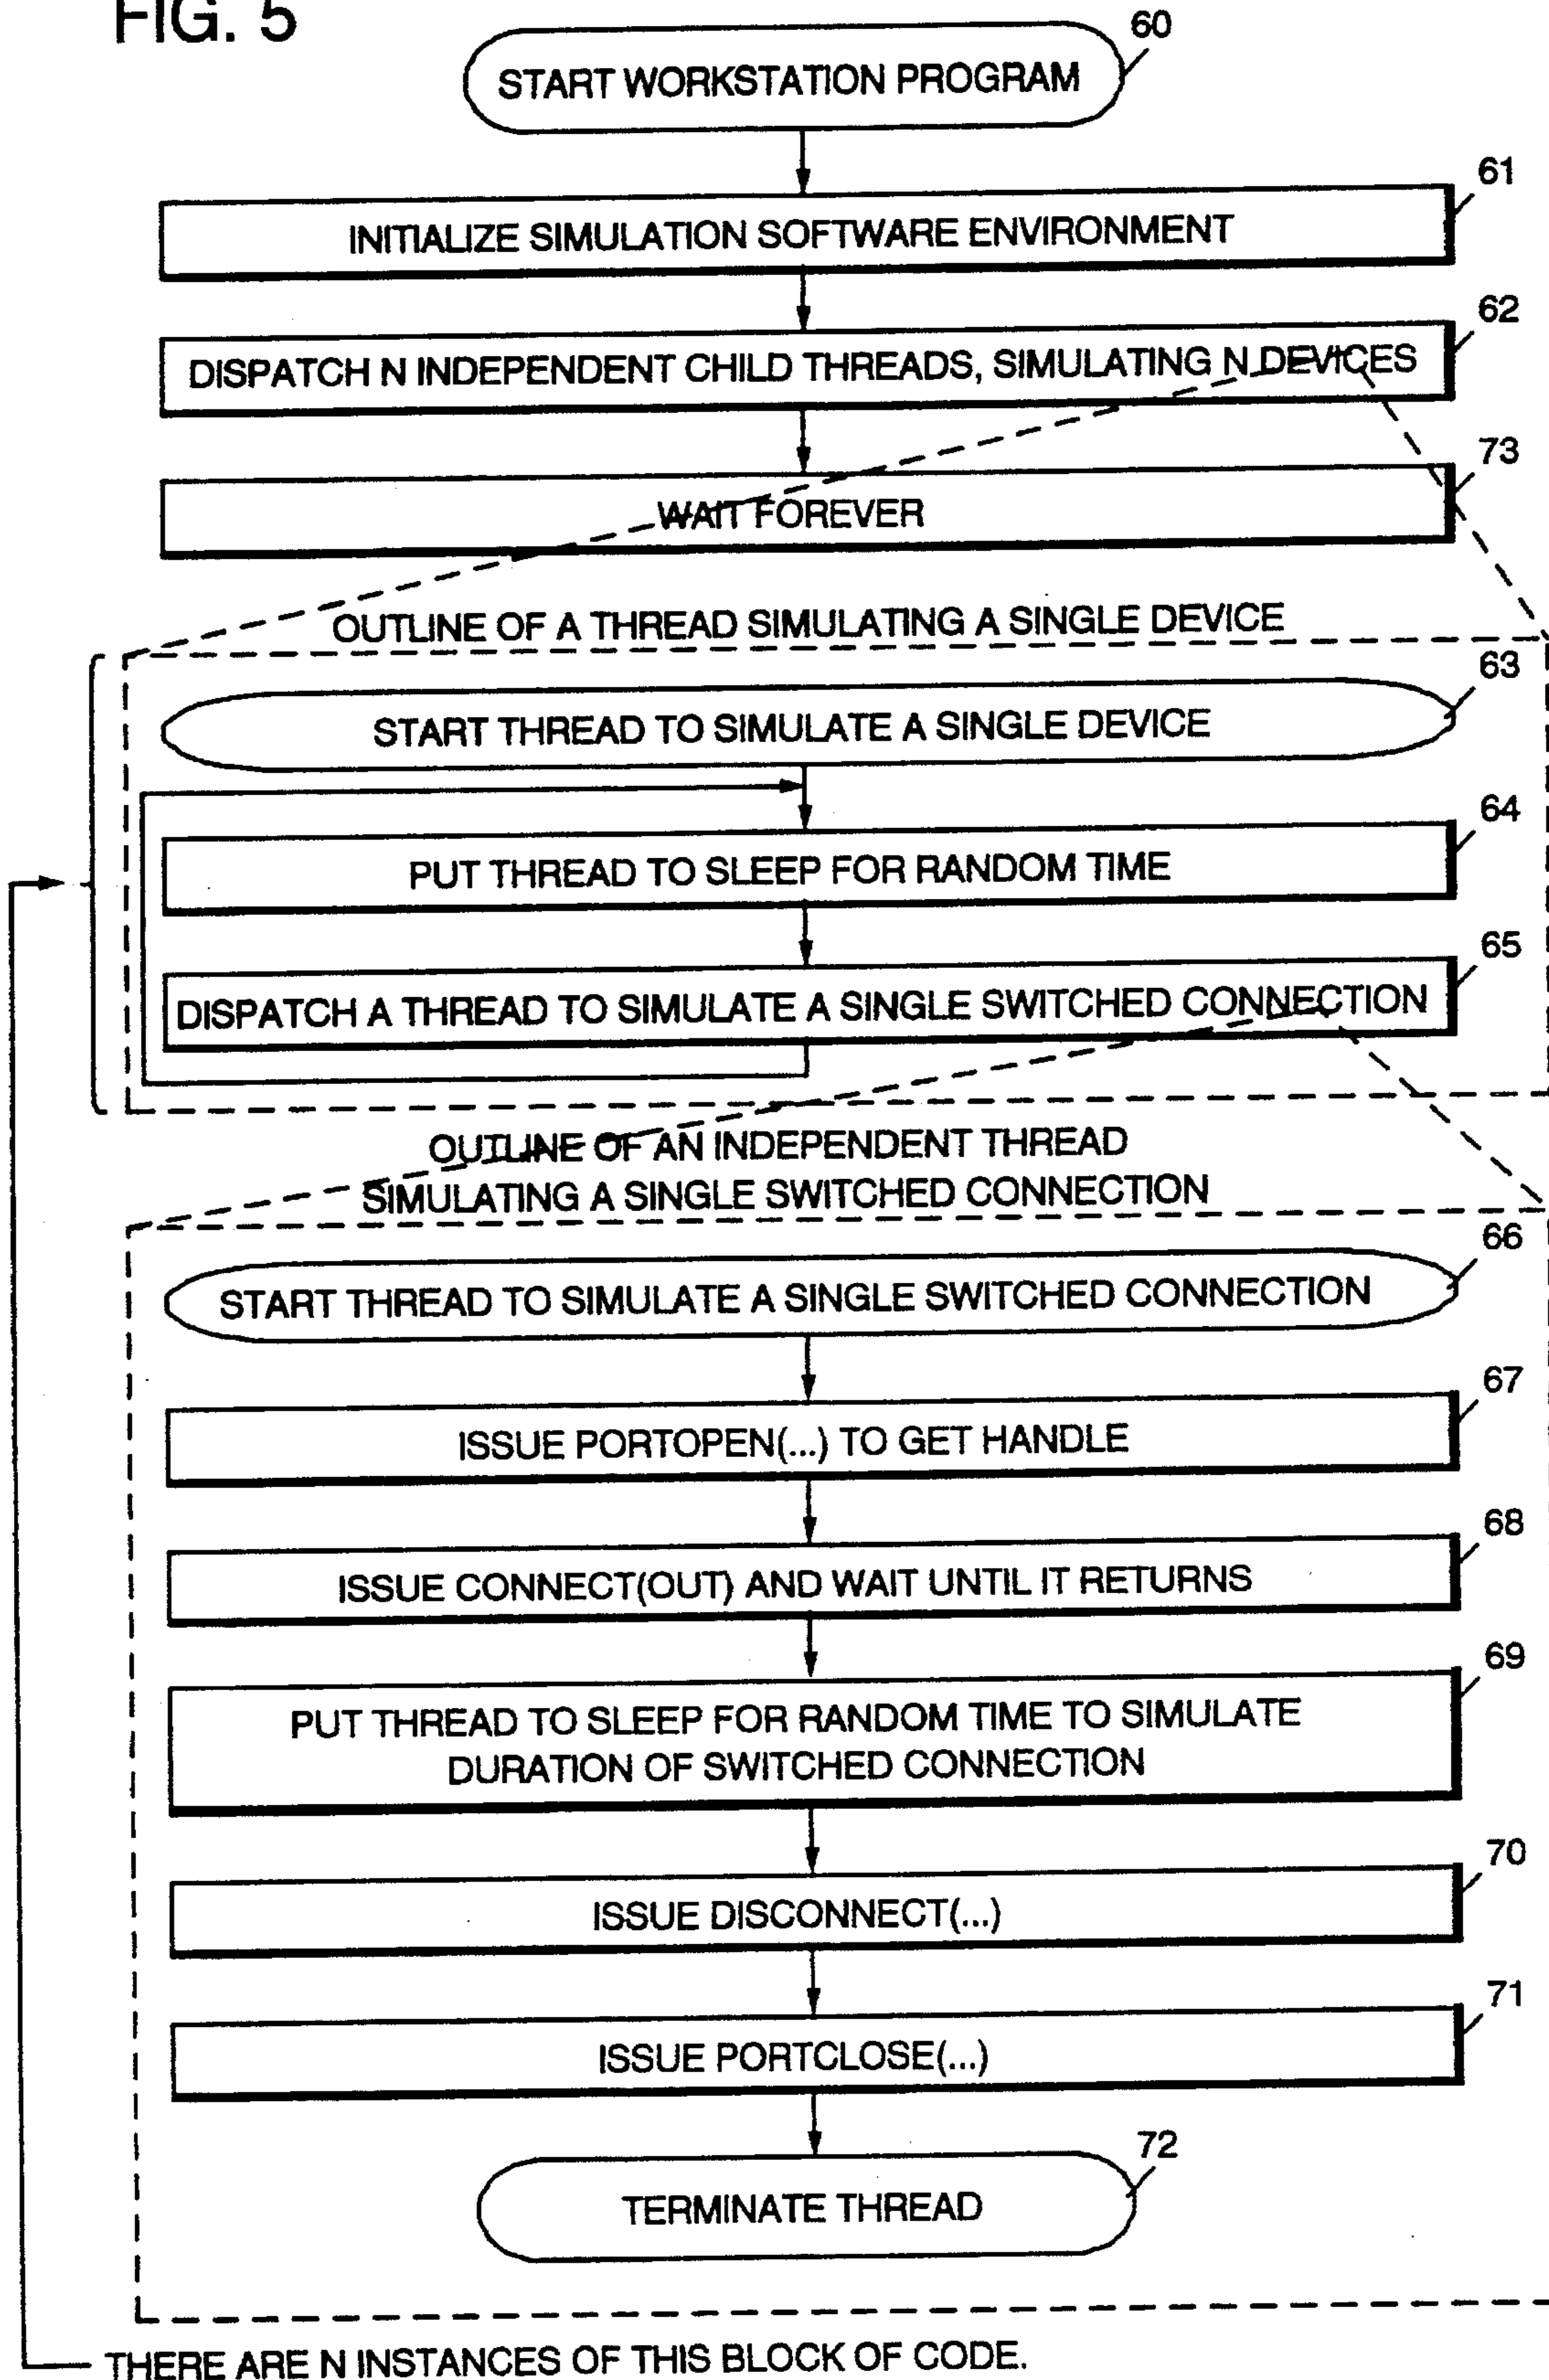 FIG. 5
60
START WORKSTATION PROGRAM
61
INITIALIZE SIMULATION SOFTWARE ENVIRONMENT
62
DISPATCH N INDEPENDENT CHILD THREADS, SIMULATING N DEVICES
73
WAIT FOREVER
OUTLINE OF A THREAD SIMULATING A SINGLE DEVICE
63
START THREAD TO SIMULATE A SINGLE DEVICE
64
PUT THREAD TO SLEEP FOR RANDOM TIME
65
DISPATCH A THREAD TO SIMULATE A SINGLE SWITCHED CONNECTION
OUTLINE OF AN INDEPENDENT THREAD
SIMULATING A SINGLE SWITCHED CONNECTION
66
START THREAD TO SIMULATE A SINGLE SWITCHED CONNECTION
67
ISSUE PORTOPEN(...) TO GET HANDLE
68
ISSUE CONNECT(OUT) AND WAIT UNTIL IT RETURNS
69
PUT THREAD TO SLEEP FOR RANDOM TIME TO SIMULATE
DURATION OF SWITCHED CONNECTION
70
ISSUE DISCONNECT(...)
71
ISSUE PORTCLOSE(...)
72
TERMINATE THREAD
THERE ARE N INSTANCES OF THIS BLOCK OF CODE.